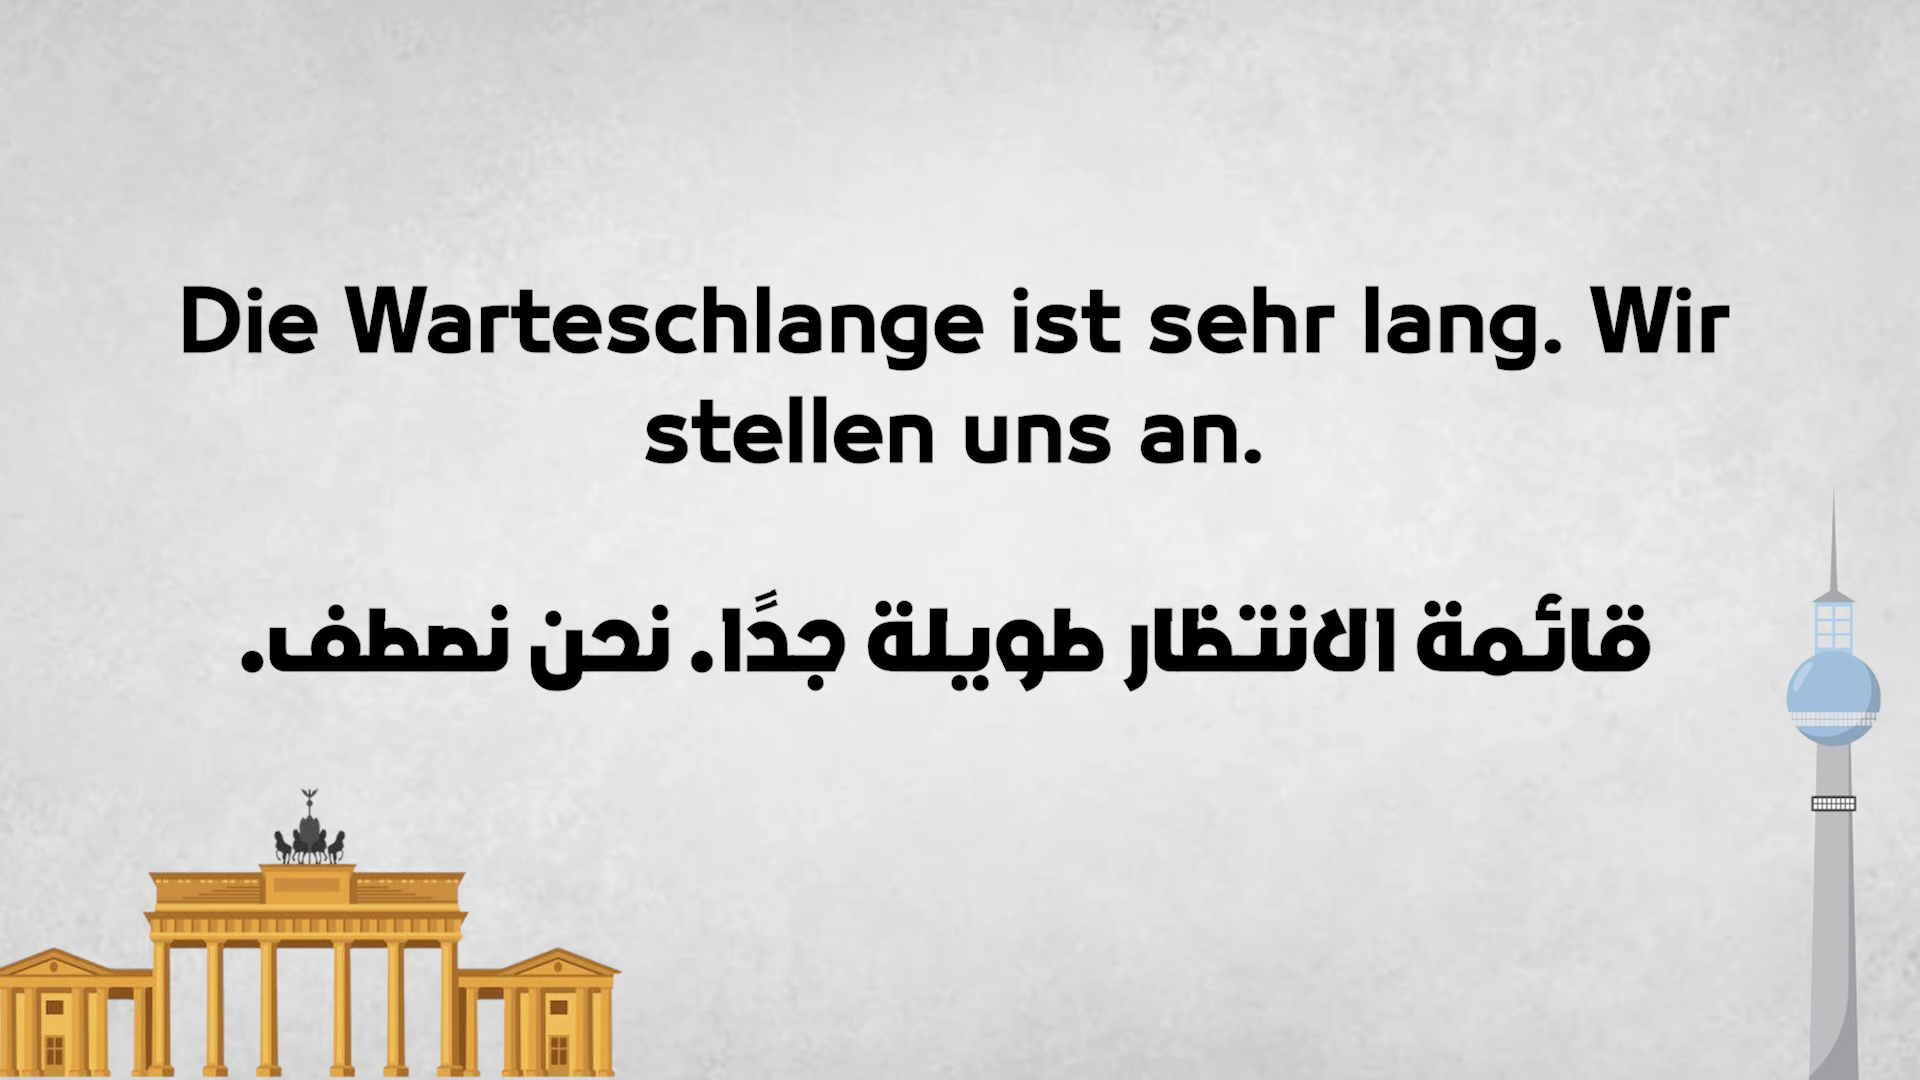 Die Warteschlange ist sehr lang. Wir
stellen uns an.
قائمة الانتظار طويلة جدًا. نحن نصطف.